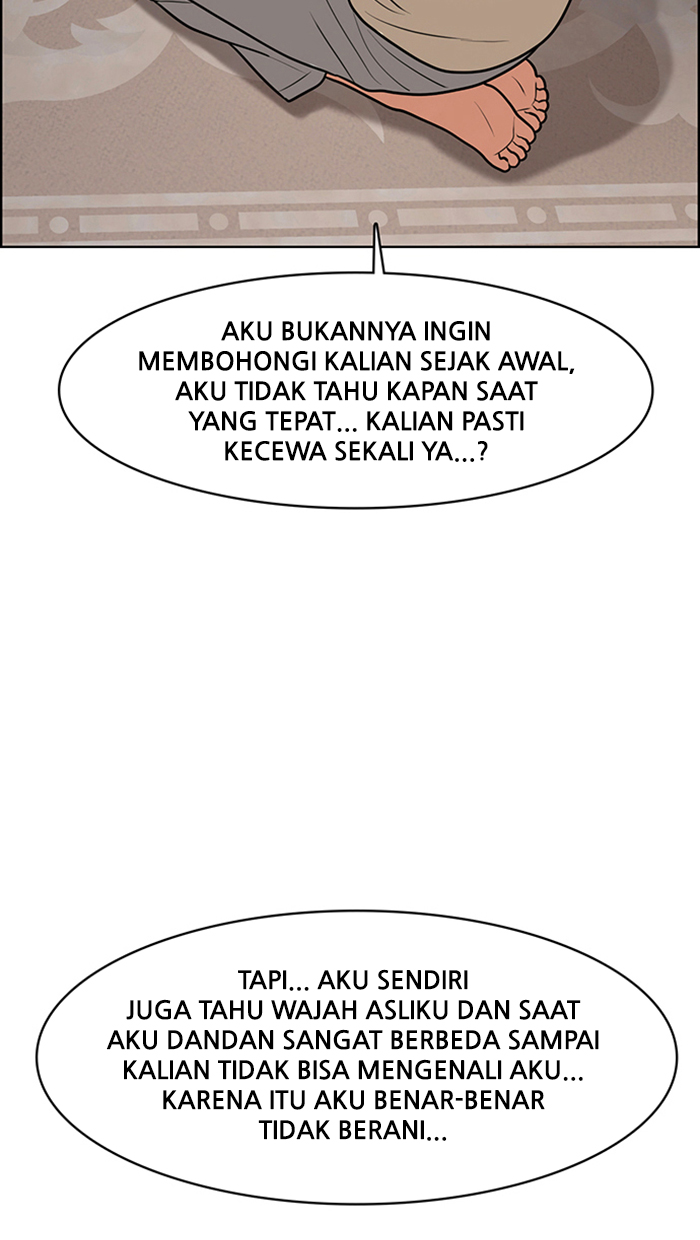 AKU BUKANNYA INGIN
MEMBOHONGI KALIAN SEJAK AWAL,
AKU TIDAK TAHU KAPAN SAAT
YANG TEPAT... KALIAN PASTI
KECEWA SEKALI YA...?
TAPI... AKU SENDIRI
JUGA TAHU WAJAH ASLIKU DAN SAAT
AKU DANDAN SANGAT BERBEDA SAMPAI
KALIAN TIDAK BISA MENGENALI AKU...
KARENA ITU AKU BENAR-BENAR
TIDAK BERANI...